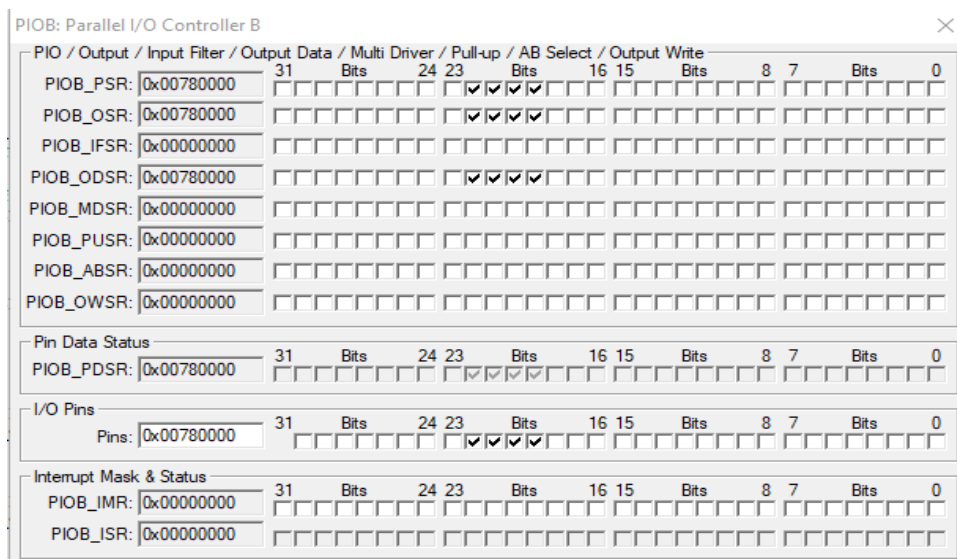 PIOB: Parallel I/O Controller B
PIO / Output / Input Filter / Output Data / Multi Driver / Pull-up / AB Select / Output Write
31 Bits 24 23 Bits 16 15 Bits 8 7 Bits 0
PIOB_PSR: 0x00780000
PIOB_OSR: 0x00780000
PIOB_IFSR: 0x00000000
PIOB_ODSR: 0x00780000
PIOB_MDSR: 0x00000000
PIOB_PUSR: 0x00000000
PIOB_ABSR: 0x00000000
PIOB_OWSR: 0x00000000
Pin Data Status
31 Bits 24 23 Bits 16 15 Bits 8 7 Bits 0
PIOB_PDSR: 0x00780000
I/O Pins
31 Bits 24 23 Bits 16 15 Bits 8 7 Bits 0
Pins: 0x00780000
Interrupt Mask & Status
31 Bits 24 23 Bits 16 15 Bits 8 7 Bits 0
PIOB_IMR: 0x00000000
PIOB_ISR: 0x00000000